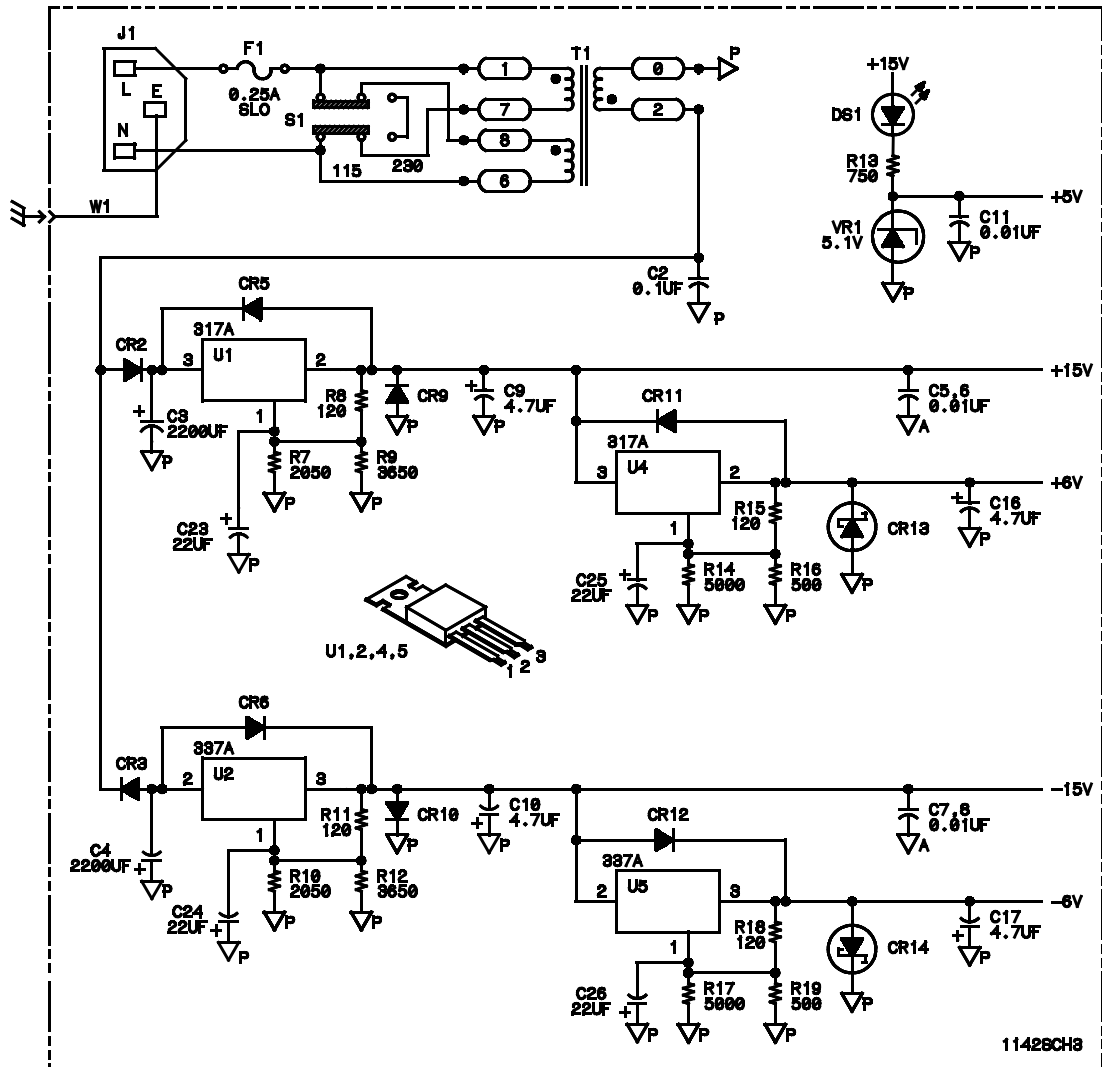 J1
F1
T1
0
P
L
E
0.25A
SLO
S1
1
7
2
+15V
DS1
N
8
115
230
6
R13
750
W1
+5V
VR1
5.1V
C11
0.01UF
P
P
C2
0.1UF
P
CR5
317A
CR2
3
U1
2
+15V
1
R8
120
CR9
+
C9
4.7UF
CR11
C5,6
0.01UF
+
C3
2200UF
P
P
A
317A
P
R7
2050
R9
3650
3
U4
2
+6V
P
P
1
R15
120
CR13
+
C16
4.7UF
C23
22UF
+
P
P
C25
22UF
+
R14
5000
R16
500
P
P
P
P
U1,2,4,5
1
2
3
CR6
337A
CR3
2
U2
3
-15V
1
R11
120
CR10
C10
4.7UF
+
CR12
C7,8
0.01UF
P
P
A
C4
2200UF
+
P
R10
2050
R12
3650
337A
2
U5
3
-6V
C24
22UF
+
P
P
P
1
R18
120
CR14
C17
4.7UF
+
P
C26
22UF
+
R17
5000
R19
500
P
P
P
P
11428CH3